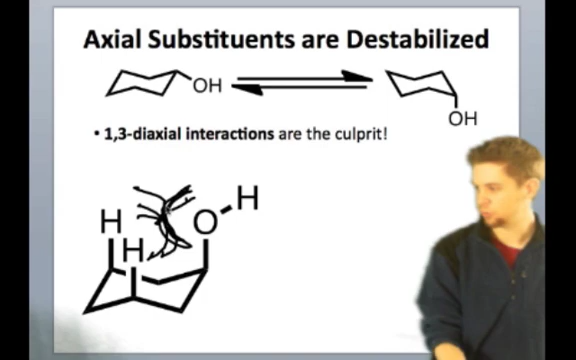 Axial Substituents are Destabilized
OH
OH
• 1,3-diaxial interactions are the culprit!
H
H
O
H